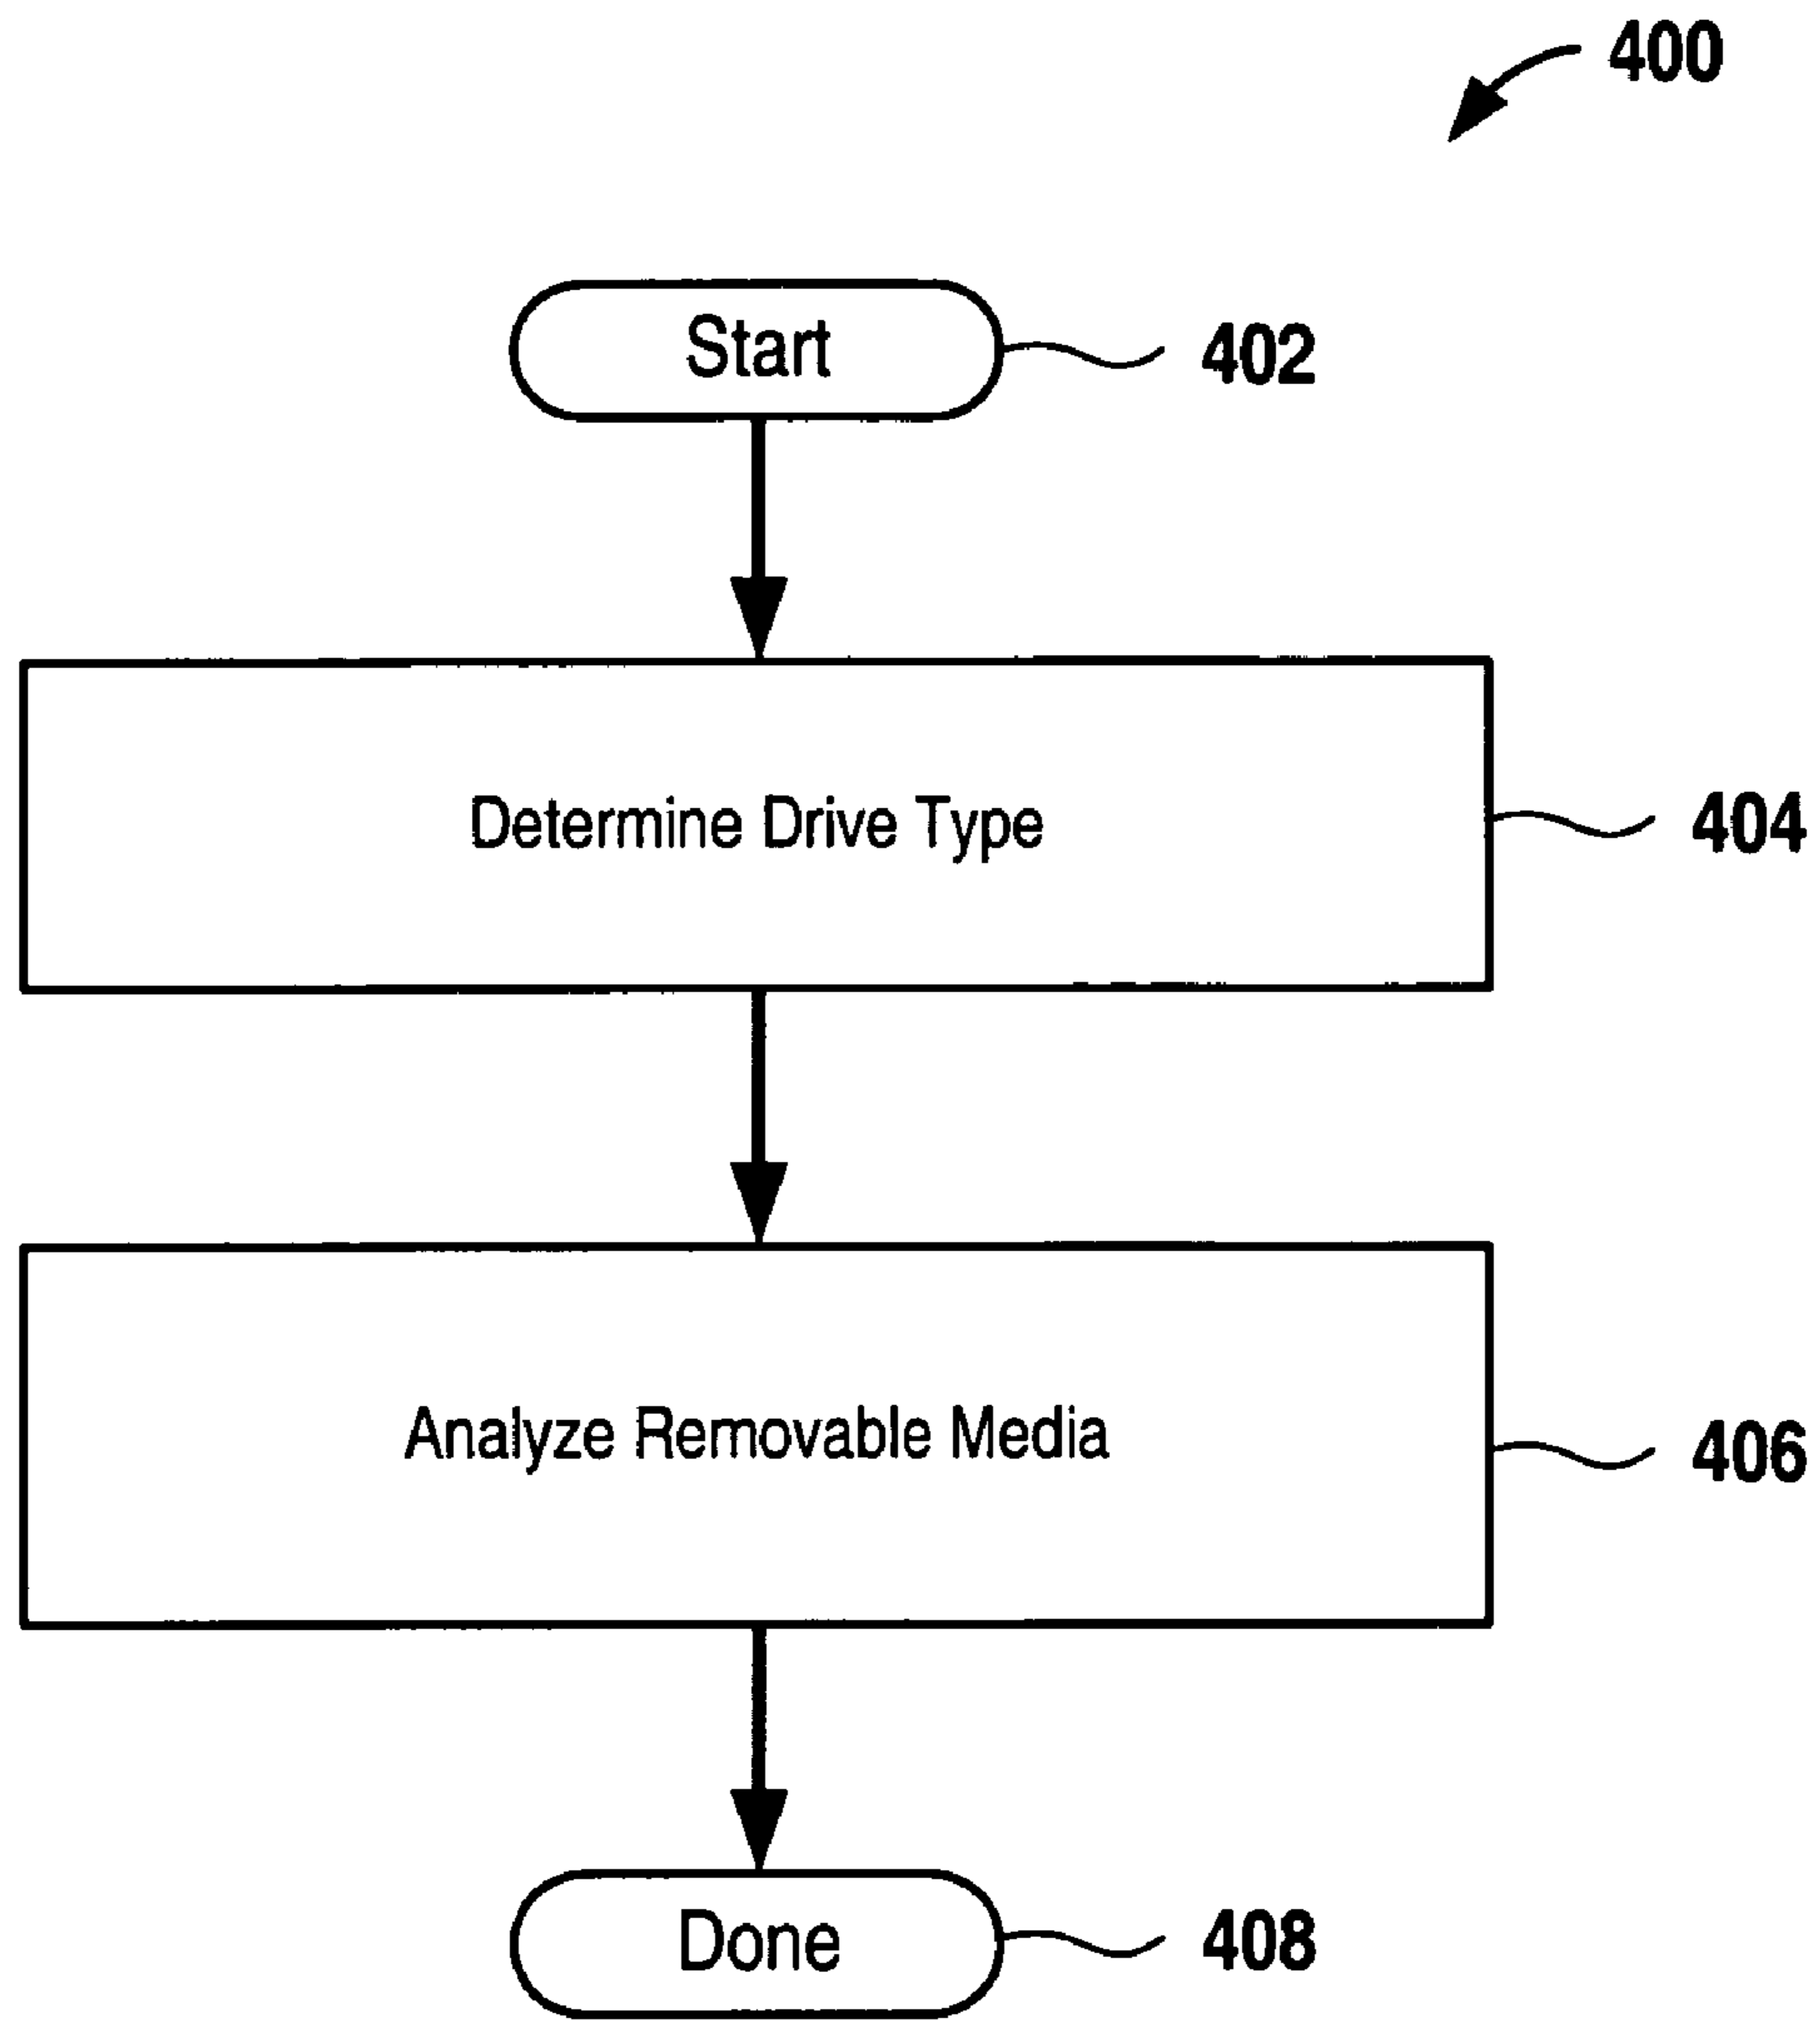 400
Start
402
Determine Drive Type
404
Analyze Removable Media
406
Done
408